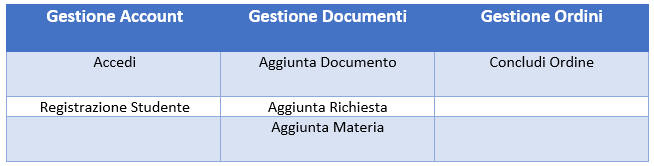 Gestione Account Gestione Documenti Gestione Ordini
Accedi Aggiunta Documento Concludi Ordine
Registrazione Studente Aggiunta Richiesta
Aggiunta Materia